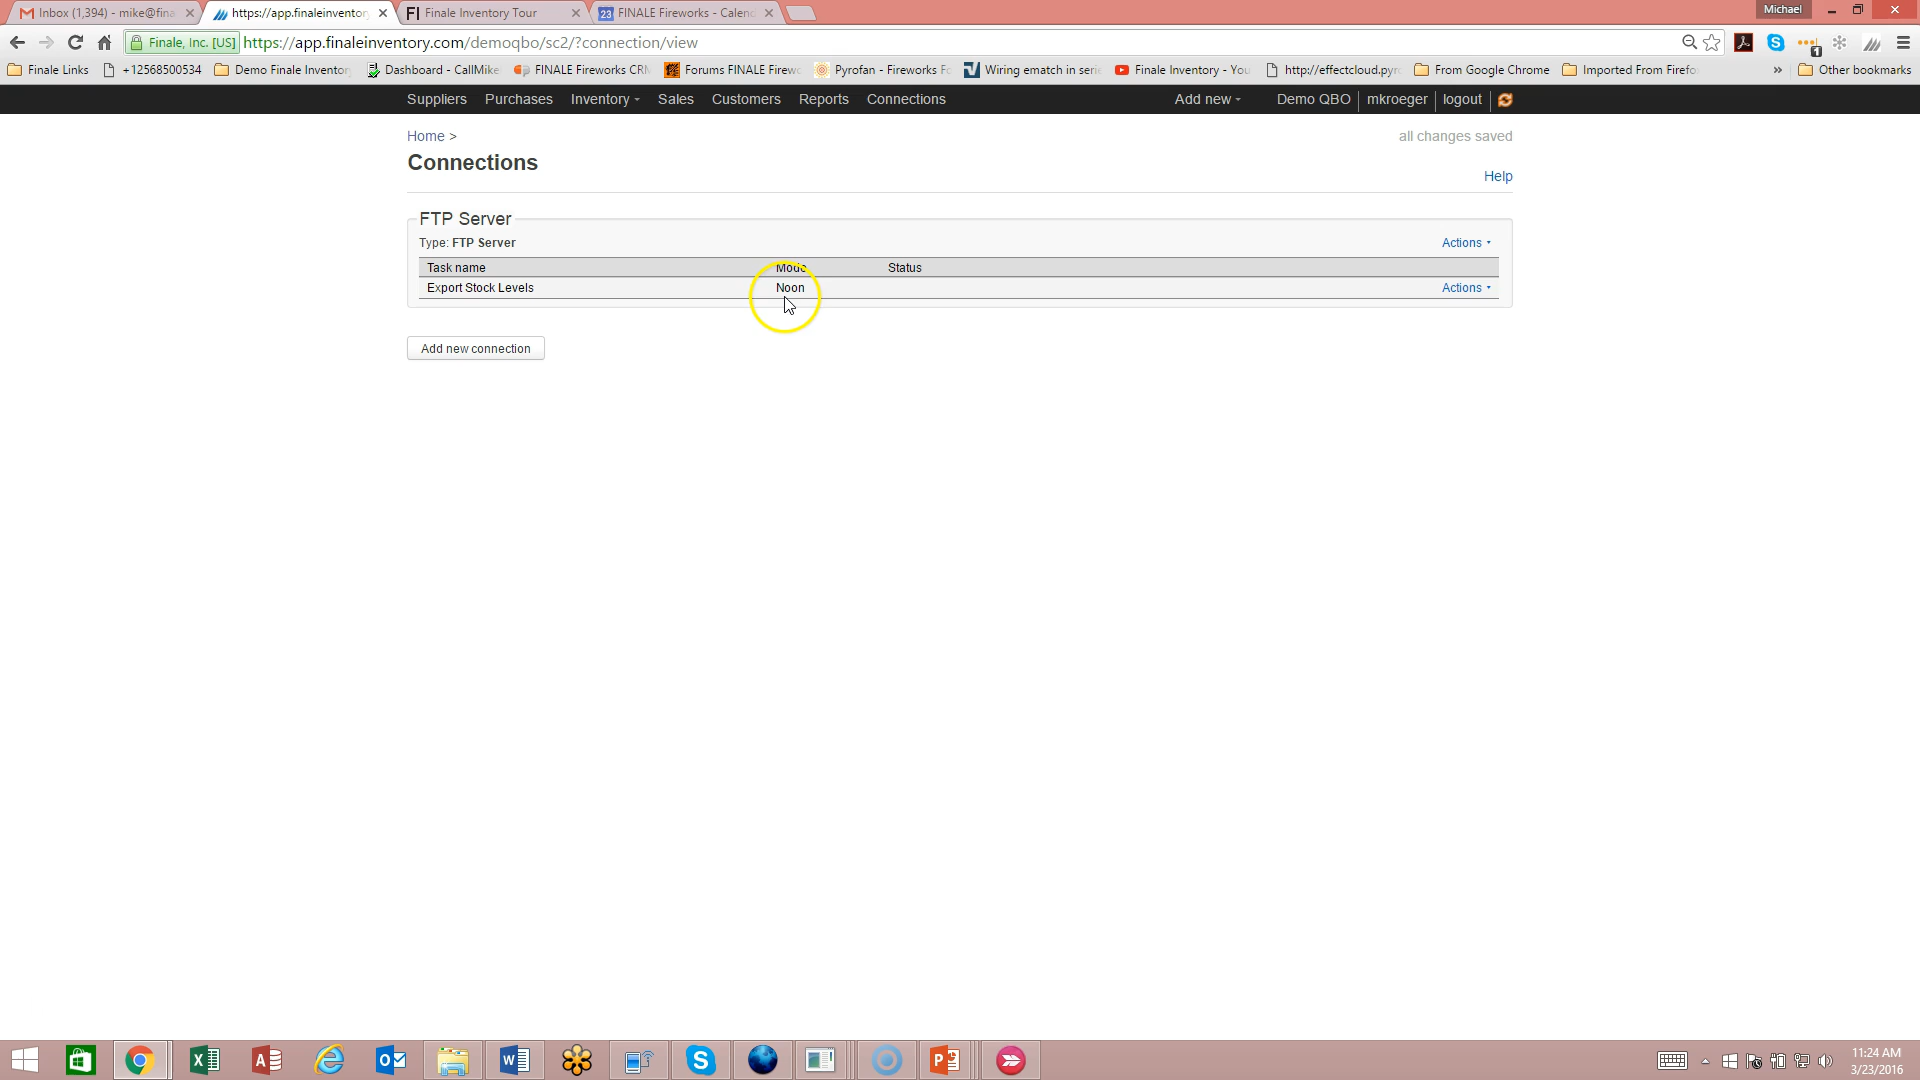 Inbox (1,394) - mike@fina
https://app.finaleinventor
Finale Inventory Tour
23 FINALE Fireworks - Calend
Michael
Finale, Inc. [US] https://app.finaleinventory.com/demoqbo/sc2/?connection/view
Finale Links
+12568500534
Demo Finale Inventor
Dashboard - CallMike
FINALE Fireworks CRM
Forums FINALE Firew
Pyrofan - Fireworks Fo
Wiring ematch in seri
Finale Inventory - You
http://effectcloud.pyr
From Google Chrome
Imported From Firefo
»
Other bookmarks
Suppliers Purchases Inventory Sales Customers Reports Connections Add new Demo QBO mkroeger logout
Home > all changes saved
Connections
Help
FTP Server
Type: FTP Server Actions
Task name Mode Status
Export Stock Levels Noon Actions
Add new connection
11:24 AM
3/23/2016